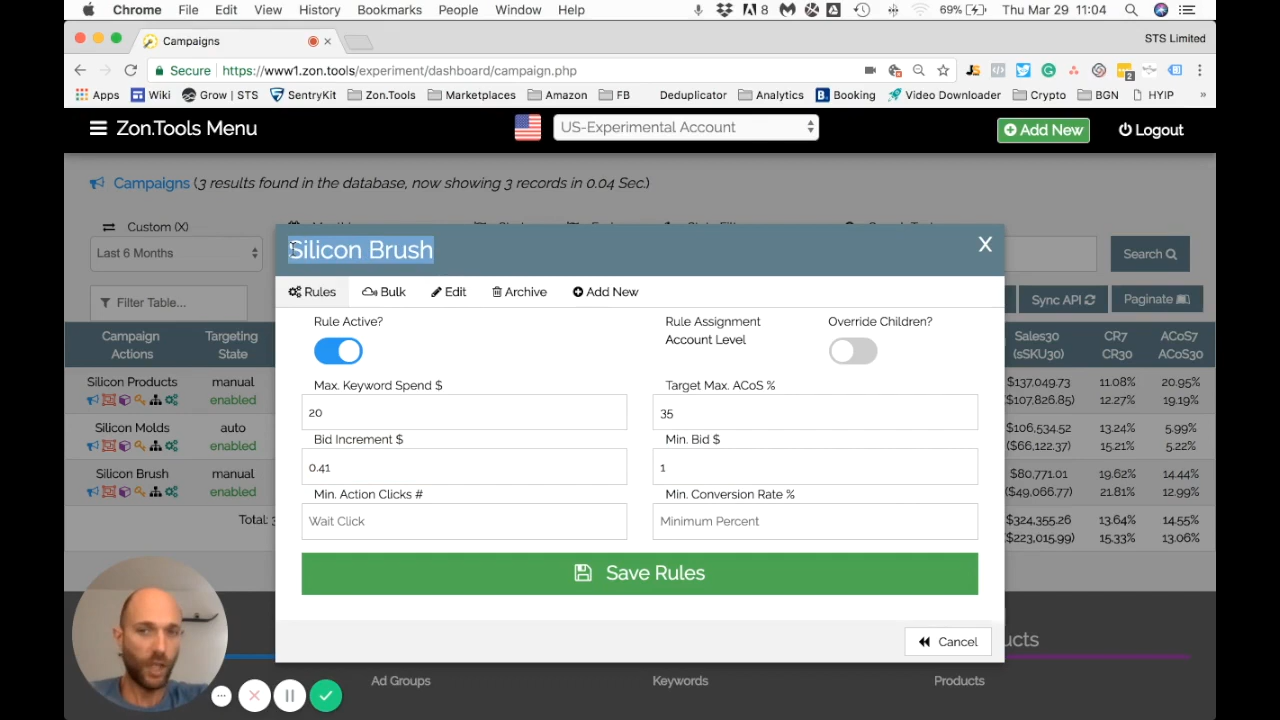 Chrome File Edit View History Bookmarks People Window Help 8 69% Thu Mar 29 11:04
Campaigns STS Limited
Secure https://www1.zon.tools/experiment/dashboard/campaign.php
Apps Wiki Grow | STS SentryKit Zon.Tools Marketplaces Amazon FB Deduplicator Analytics Booking Video Downloader Crypto BGN HYIP »
Zon.Tools Menu US-Experimental Account Add New Logout
Campaigns (3 results found in the database, now showing 3 records in 0.04 Sec.)
Custom (X)
Last 6 Months Search
Silicon Brush X
Filter Table... Sync API Paginate
Rules Bulk Edit Archive Add New
Rule Active? Rule Assignment Override Children?
Account Level
Campaign Targeting Sales30 CR7 ACoS7
Actions State (sSKU30) CR30 ACoS30
Silicon Products manual $137,049.73 11.08% 20.95%
enabled ($107,826.85) 12.27% 19.19%
Max. Keyword Spend $ Target Max. ACoS %
20 35
Silicon Molds auto $106,534.52 13.24% 5.99%
enabled ($66,122.37) 15.21% 5.22%
Bid Increment $ Min. Bid $
0.41 1
Silicon Brush manual $80,771.01 19.62% 14.44%
enabled ($49,066.77) 21.81% 12.99%
Min. Action Clicks # Min. Conversion Rate %
Wait Click Minimum Percent
Total: $324,355.26 13.64% 14.55%
($223,015.99) 15.33% 13.06%
Save Rules
Cancel
Ad Groups Keywords Products